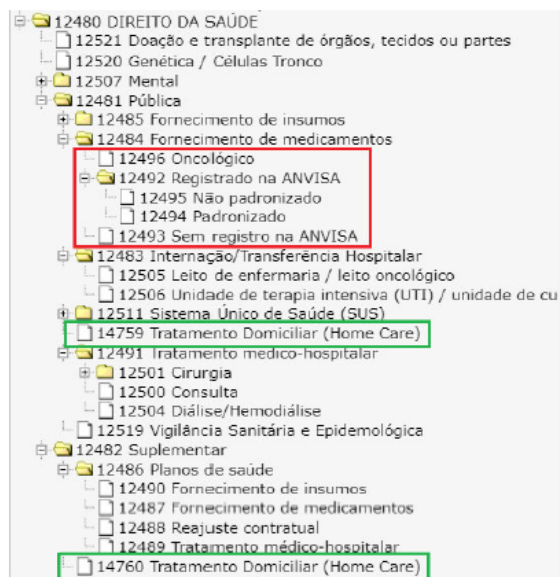 12480 DIREITO DA SAÚDE
12521 Doação e transplante de órgãos, tecidos ou partes
12520 Genética / Células Tronco
12507 Mental
12481 Pública
12485 Fornecimento de insumos
12484 Fornecimento de medicamentos
12496 Oncológico
12492 Registrado na ANVISA
12495 Não padronizado
12494 Padronizado
12493 Sem registro na ANVISA
12483 Internação/Transferência Hospitalar
12505 Leito de enfermaria / leito oncológico
12506 Unidade de terapia intensiva (UTI) / unidade de cu
12511 Sistema Único de Saúde (SUS)
14759 Tratamento Domiciliar (Home Care)
12491 Tratamento médico-hospitalar
12501 Cirurgia
12500 Consulta
12504 Diálise/Hemodiálise
12519 Vigilância Sanitária e Epidemológica
12482 Suplementar
12486 Planos de saúde
12490 Fornecimento de insumos
12487 Fornecimento de medicamentos
12488 Reajuste contratual
12489 Tratamento médico-hospitalar
14760 Tratamento Domiciliar (Home Care)